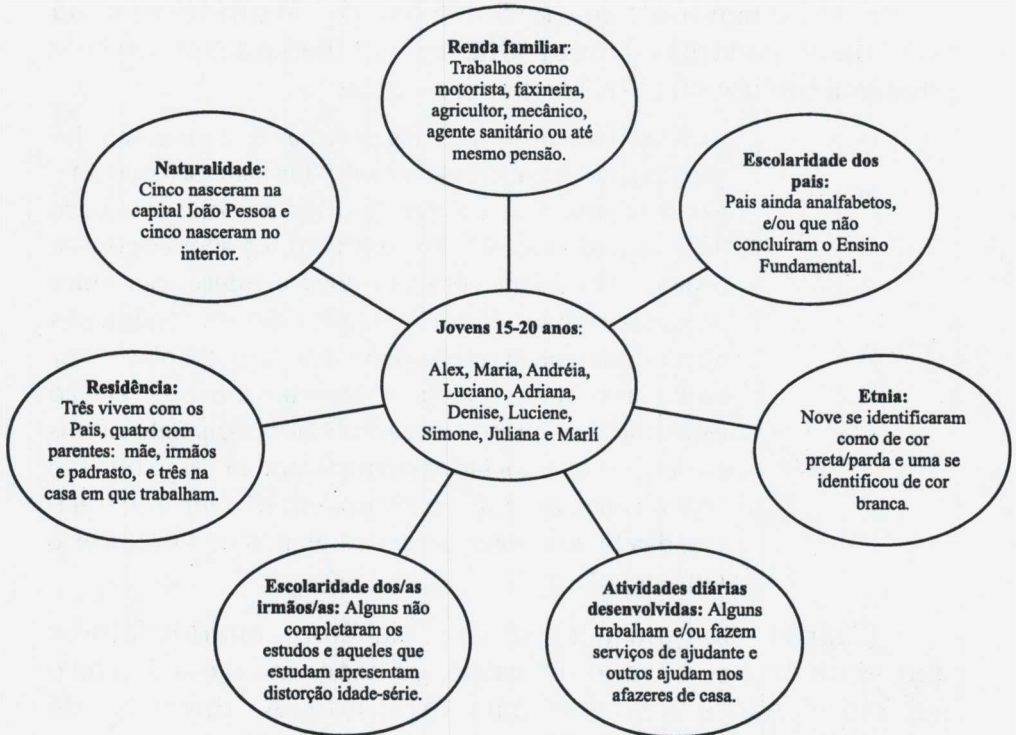 Renda familiar:
Trabalhos como
motorista, faxineira,
agricultor, mecânico,
agente sanitário ou até
mesmo pensão.
Naturalidade:
Cinco nasceram na
capital João Pessoa e
cinco nasceram no
interior.
Escolaridade dos
pais:
Pais ainda analfabetos,
e/ou que não
concluíram o Ensino
Fundamental.
Jovens 15-20 anos:
Alex, Maria, Andréia,
Luciano, Adriana,
Denise, Luciene,
Simone, Juliana e Marlí
Residência:
Três vivem com os
Pais, quatro com
parentes: mãe, irmãos
e padrasto, e três na
casa em que trabalham.
Etnia:
Nove se identificaram
como de cor
preta/parda e uma se
identificou de cor
branca.
Escolaridade dos/as
irmãos/as: Alguns não
completaram os
estudos e aqueles que
estudam apresentam
distorção idade-série.
Atividades diárias
desenvolvidas: Alguns
trabalham e/ou fazem
serviços de ajudante e
outros ajudam nos
afazeres de casa.